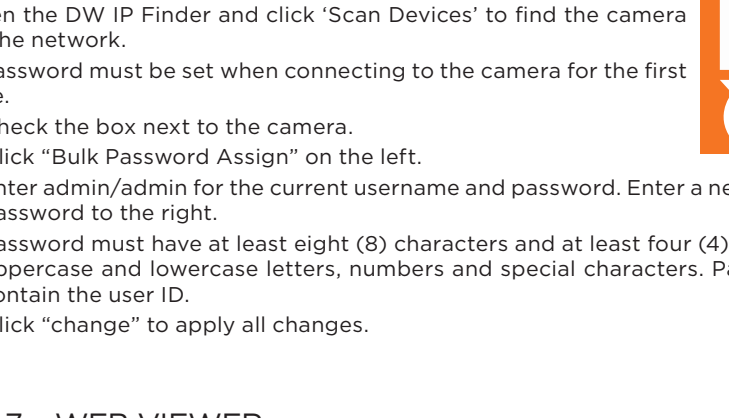 en the DW IP Finder and click ‘Scan Devices’ to find the camera
he network.
assword must be set when connecting to the camera for the first
e.
heck the box next to the camera.
lick “Bulk Password Assign” on the left.
nter admin/admin for the current username and password. Enter a ne
assword to the right.
assword must have at least eight (8) characters and at least four (4)
ppercase and lowercase letters, numbers and special characters. Pa
ontain the user ID.
lick “change” to apply all changes.
WEB VIEWER